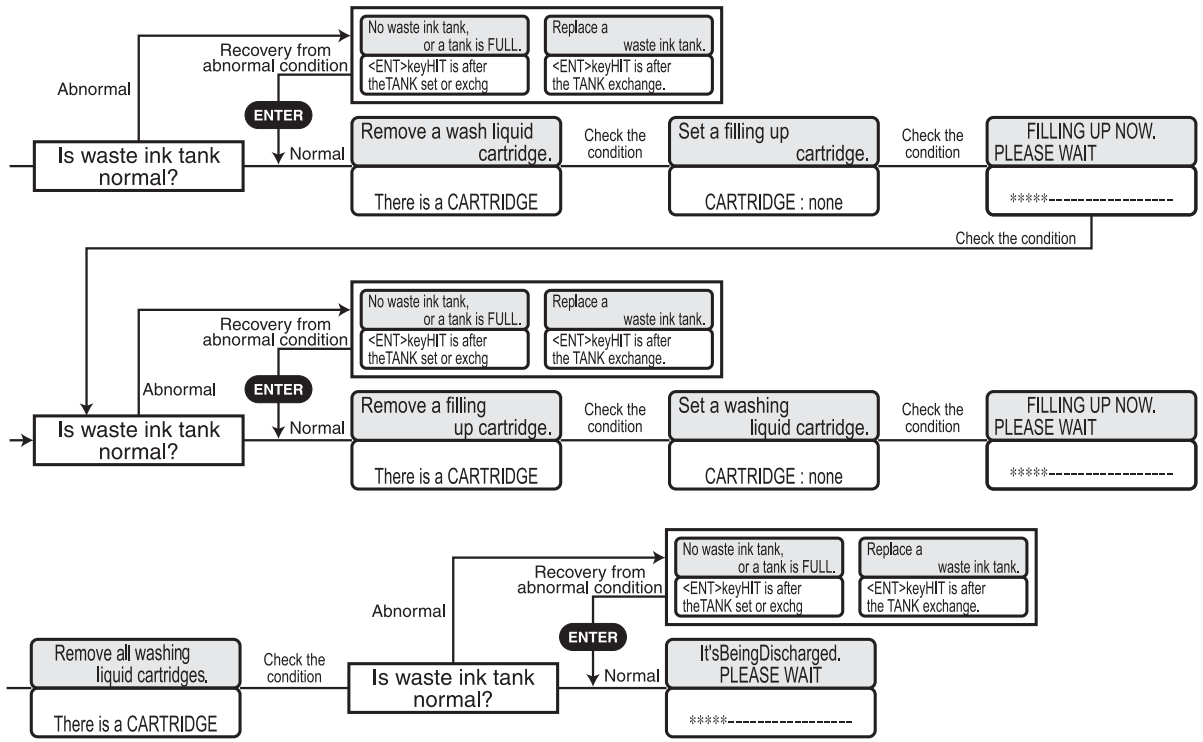 No waste ink tank,
or a tank is FULL.
<ENT>keyHIT is after
theTANK set or exchg
Replace a
waste ink tank.
<ENT>keyHIT is after
the TANK exchange.
Recovery from
abnormal condition
Abnormal
ENTER
Is waste ink tank
normal?
Normal
Remove a wash liquid
cartridge.
There is a CARTRIDGE
Check the
condition
Set a filling up
cartridge.
CARTRIDGE : none
Check the
condition
FILLING UP NOW.
PLEASE WAIT
*****------------------
Check the condition
No waste ink tank,
or a tank is FULL.
<ENT>keyHIT is after
theTANK set or exchg
Replace a
waste ink tank.
<ENT>keyHIT is after
the TANK exchange.
Recovery from
abnormal condition
Abnormal
ENTER
Is waste ink tank
normal?
Normal
Remove a filling
up cartridge.
There is a CARTRIDGE
Check the
condition
Set a washing
liquid cartridge.
CARTRIDGE : none
Check the
condition
FILLING UP NOW.
PLEASE WAIT
*****------------------
No waste ink tank,
or a tank is FULL.
<ENT>keyHIT is after
theTANK set or exchg
Replace a
waste ink tank.
<ENT>keyHIT is after
the TANK exchange.
Recovery from
abnormal condition
Abnormal
ENTER
Remove all washing
liquid cartridges.
There is a CARTRIDGE
Check the
condition
Is waste ink tank
normal?
Normal
It'sBeingDischarged.
PLEASE WAIT
*****------------------